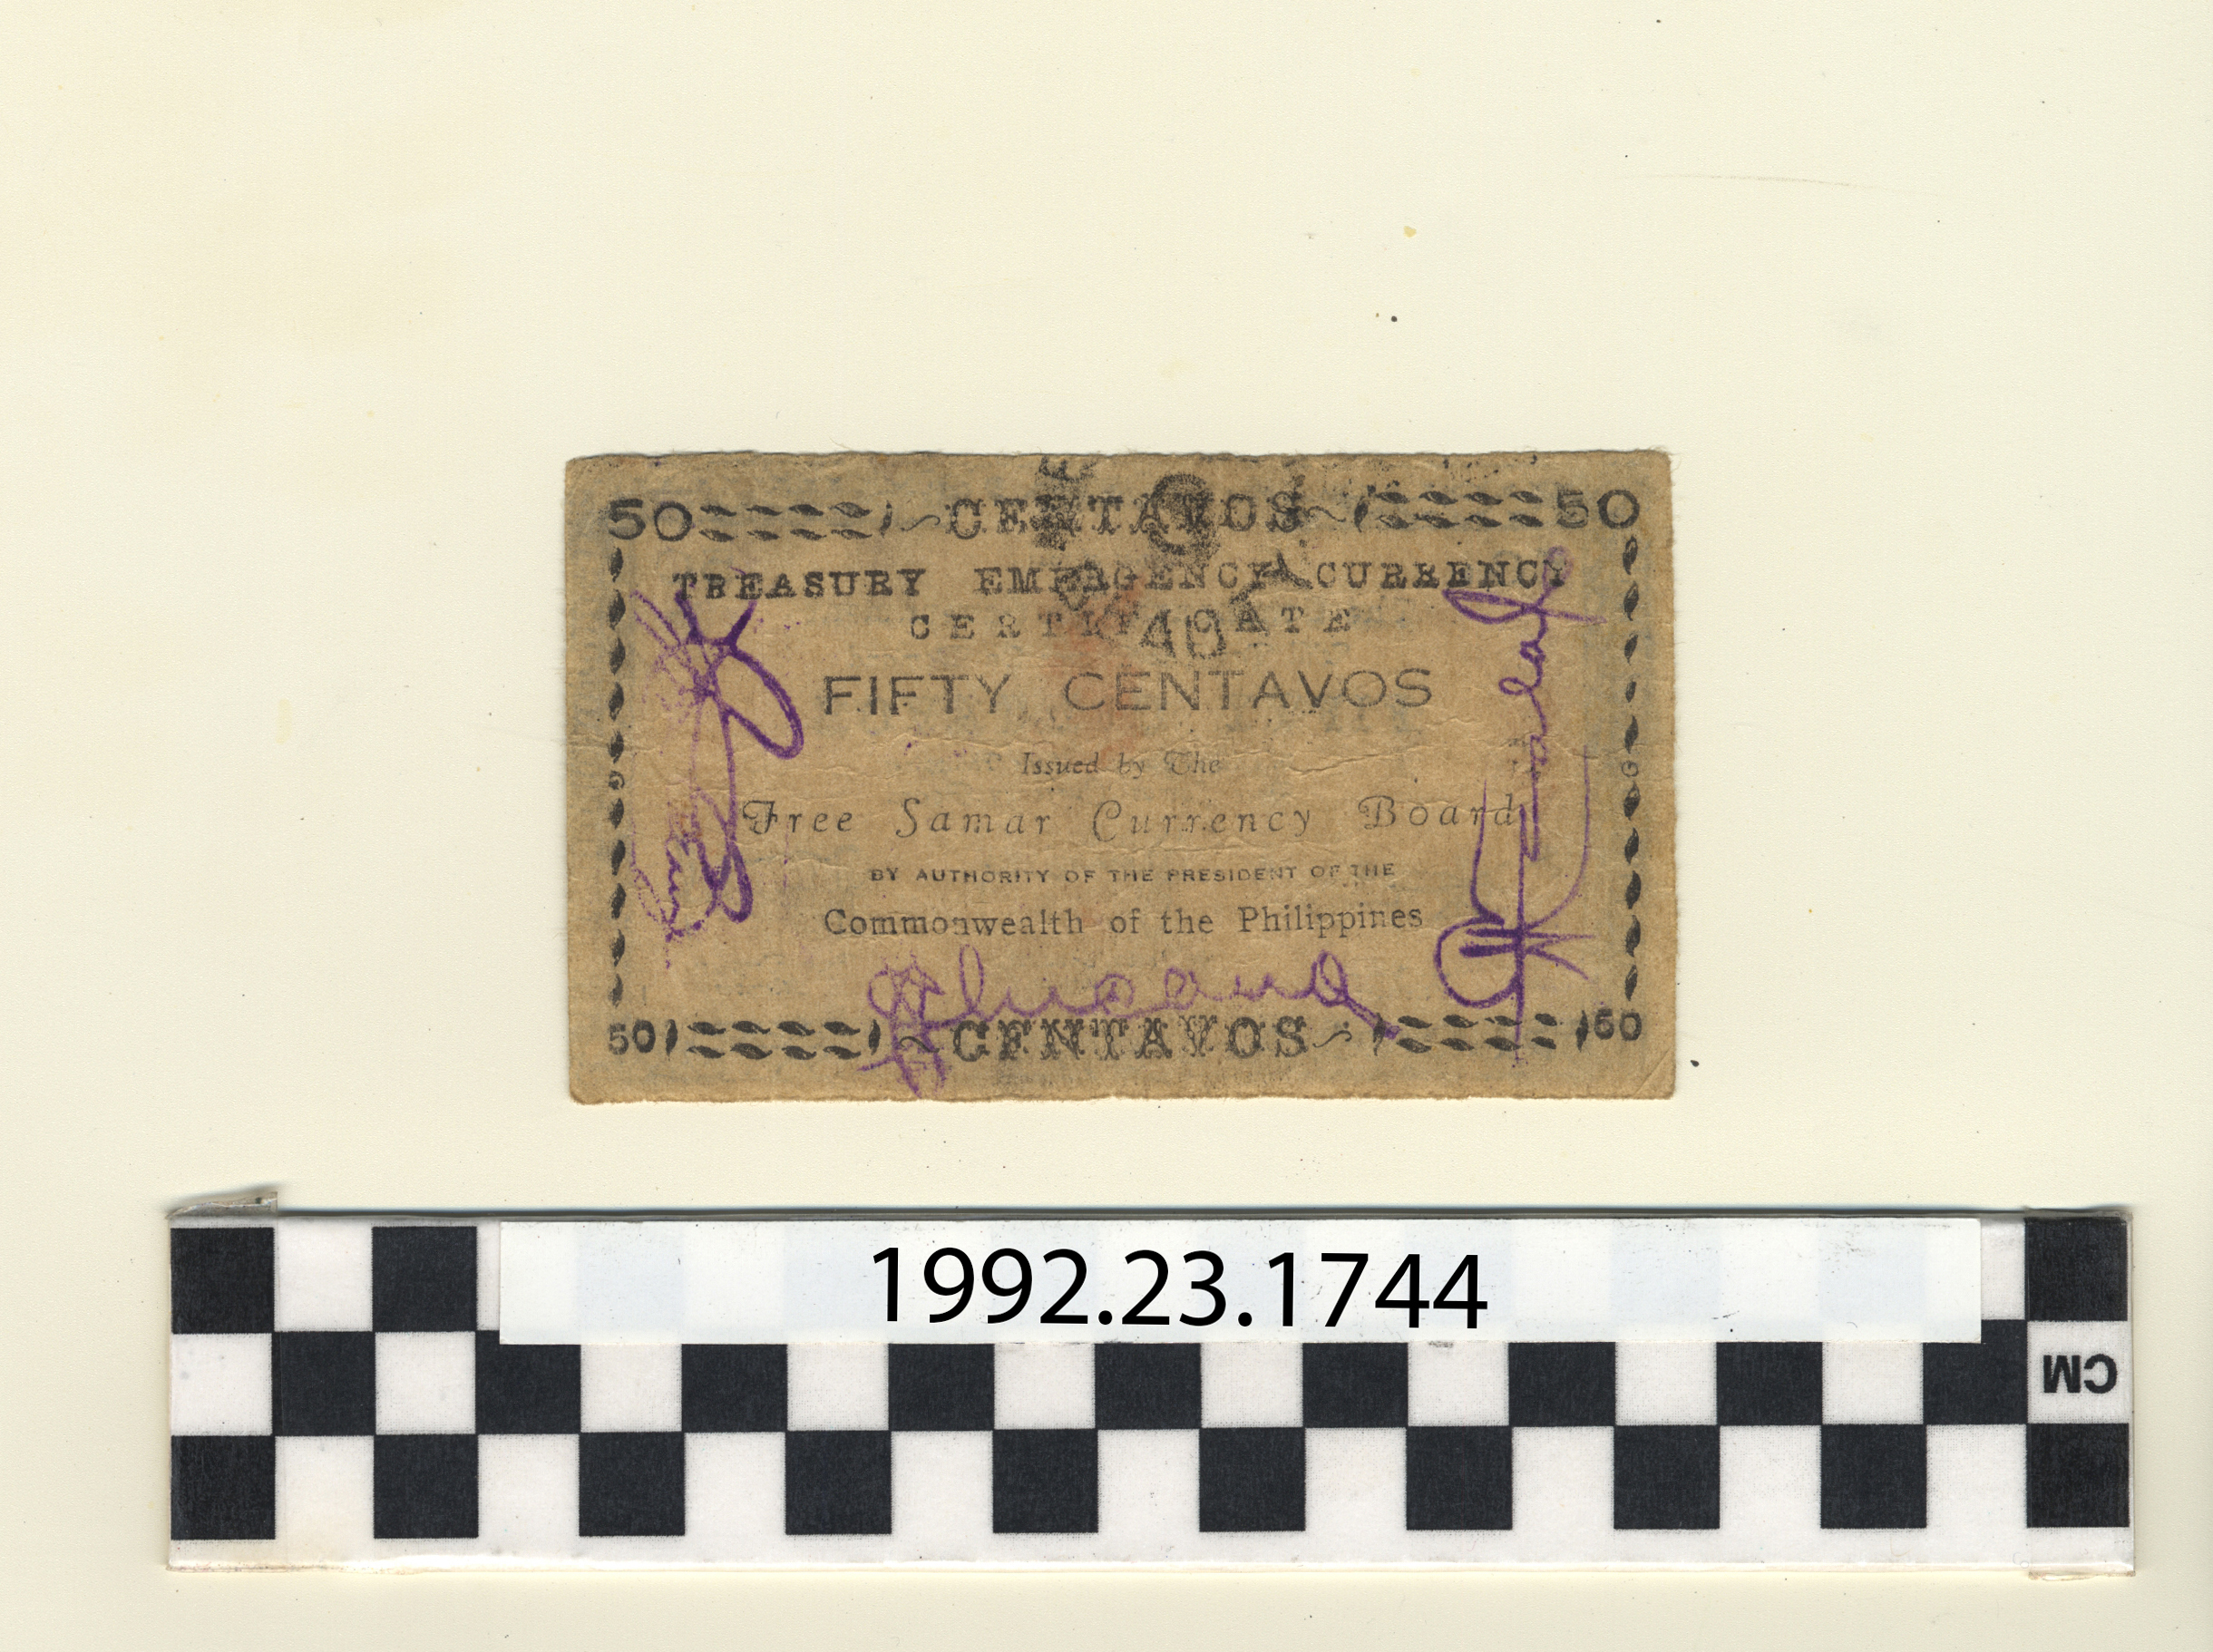 50 CENTAVOS 50
TREASURY EMERGENCY CURRENCY
CERTIFICATE
FIFTY CENTAVOS
Issued by The
Free Samar Currency Board
BY AUTHORITY OF THE PRESIDENT OF THE
Commonwealth of the Philippines
50 CENTAVOS 50
1992.23.1744
CM